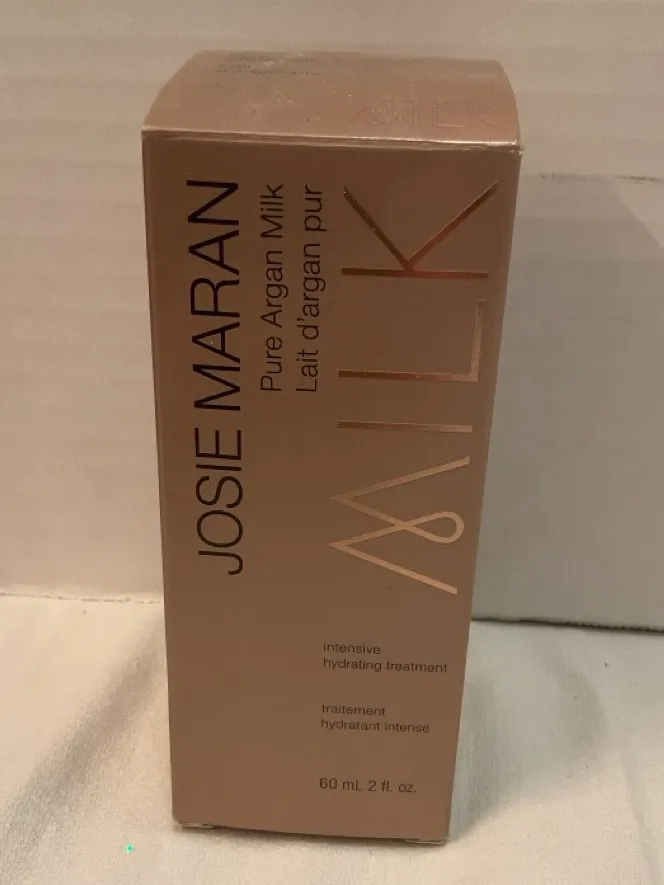 MILK
JOSIE MARAN
Pure Argan Milk
Lait d'argan pur
MILK
intensive
hydrating treatment
traitement
hydratant intense
60 mL 2 fl. oz.